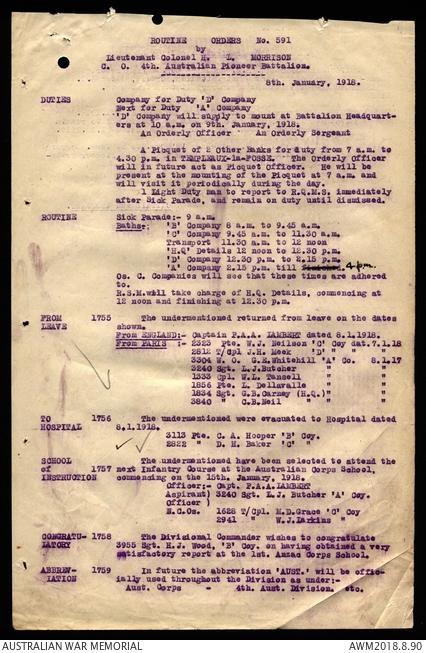 ROUTINE ORDERS No. 591
by
Lieutenant Colonel H. L. MORRISON
C. O. 4th. Australian Pioneer Battalion.
8th. January, 1918.
DUTIES Company for Duty 'D' Company
Next for Duty 'A' Company
'D' Company will supply to mount at Battalion Headquart-
ers at 10 a.m. on 9th. January, 1918.
An Orderly Officer An Orderly Sergeant
A Picquet of 2 Other Ranks for duty from 7 a.m. to
4.30 p.m. in TEMPLEAUX-la-FOSSE. The Orderly Officer
will in future act as Picquet Officer. He will be
present at the mounting of the Picquet at 7 a.m. and
will visit it periodically during the day.
1 Light Duty man to report to R.Q.M.S. immediately
after Sick Parade, and remain on duty until dismissed.
ROUTINE Sick Parade:- 9 a.m.
Baths:- 'B' Company 8 a.m. to 9.45 a.m.
'C' Company 9.45 a.m. to 11.30 a.m.
Transport 11.30 a.m. to 12 noon
'H.Q' Details 12 noon to 12.30 p.m.
'D' Company 12.30 p.m. to 2.15 p.m.
'A' Company 2.15 p.m. till finish. 4 pm.
Os. C. Companies will see that these times are adhered
to.
R.S.M. will take charge of H.Q. Details, commencing at
12 noon and finishing at 12.30 p.m.
FROM 1755 The undermentioned returned from leave on the dates
LEAVE shown.
From ENGLAND:- Captain P.A.A. LAMBERT dated 8.1.1918.
From PARIS :- 2323 Pte. W.J. Neilson 'C' Coy dat.7.1.18
2812 T/Cpl J.H. Meek 'D' " "
3304 W. O. G.E. Whitehill 'A' Co. 8.1.17
3240 Sgt. L.J. Butcher " "
1333 Cpl. W.L. Tansell " "
1856 Pte. L. Dellavalle " "
1834 Sgt. G.B. Carney (H.Q.) "
3840 " C.B. Neil " "
TO 1756 The undermentioned were evacuated to Hospital dated
HOSPITAL 8.1.1918.
3113 Pte. C. A. Hooper 'B' Coy.
2822 " D. H. Baker 'C' "
SCHOOL The undermentioned have been selected to attend the
of 1757 next Infantry Course at the Australian Corps School,
INSTRUCTION commencing on the 15th. January, 1918.
Officer:- Capt. P.A.A. LAMBERT
Aspirant) 3240 Sgt. L.J. Butcher 'A' Coy.
Officer )
N.C.Os. 1628 T/Cpl. M.D. Grace 'C' Coy
2941 " W.J. Larkins "
CONGRATU- 1758 The Divisional Commander wishes to congratulate
LATORY 3955 Sgt. H.J. Wood, 'B' Coy. on having obtained a very
satisfactory report at the 1st. Anzac Corps School.
ABBREV- 1759 In future the abbreviation 'AUST.' will be offic-
IATION ially used throughout the Division as under:-
Aust. Corps - 4th. Aust. Division. etc.
AUSTRALIAN WAR MEMORIAL AWM2018.8.90